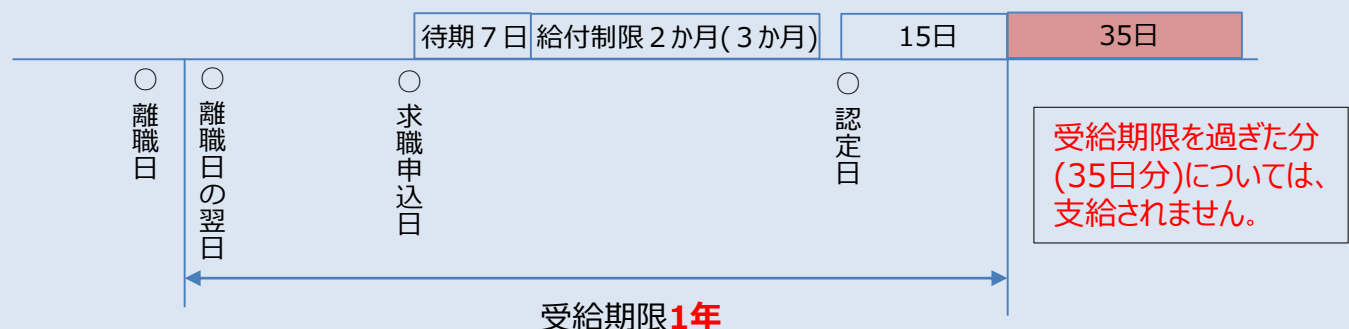 待期７日
給付制限２か月(３か月)
15日
35日
○離職日
○離職日の翌日
○求職申込日
○認定日
受給期限を過ぎた分
(35日分)については、
支給されません。
受給期限1年